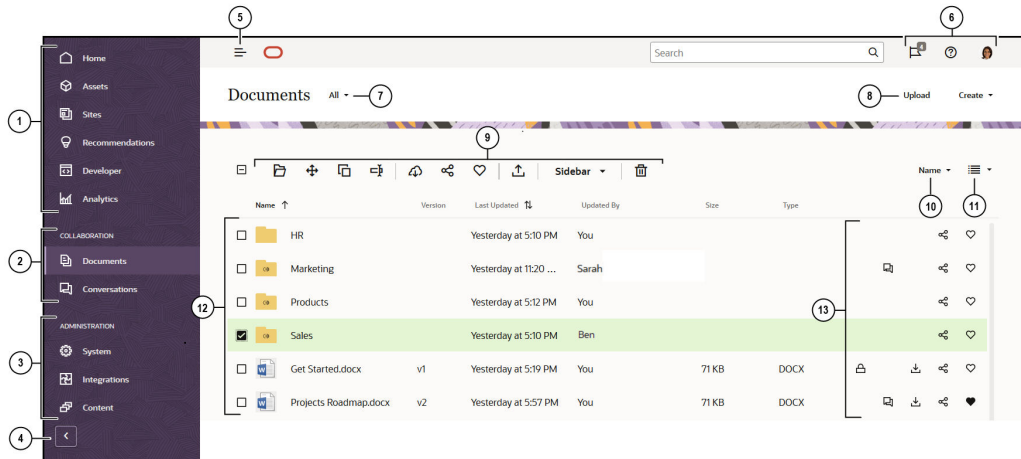 5
6
Home
Search
4
Assets
Documents All
7
8
Upload Create
Sites
1
9
Recommendations
Developer
Sidebar
Name
Analytics
Name Version Last Updated Updated By Size Type
10
11
COLLABORATION
HR Yesterday at 5:10 PM You
2
Documents
Marketing Yesterday at 11:20 ... Sarah
Conversations
12
Products Yesterday at 5:12 PM You
13
ADMINISTRATION
Sales Yesterday at 5:10 PM Ben
System
3
Get Started.docx v1 Yesterday at 5:19 PM You 71 KB DOCX
Integrations
Projects Roadmap.docx v2 Yesterday at 5:57 PM You 71 KB DOCX
Content
4